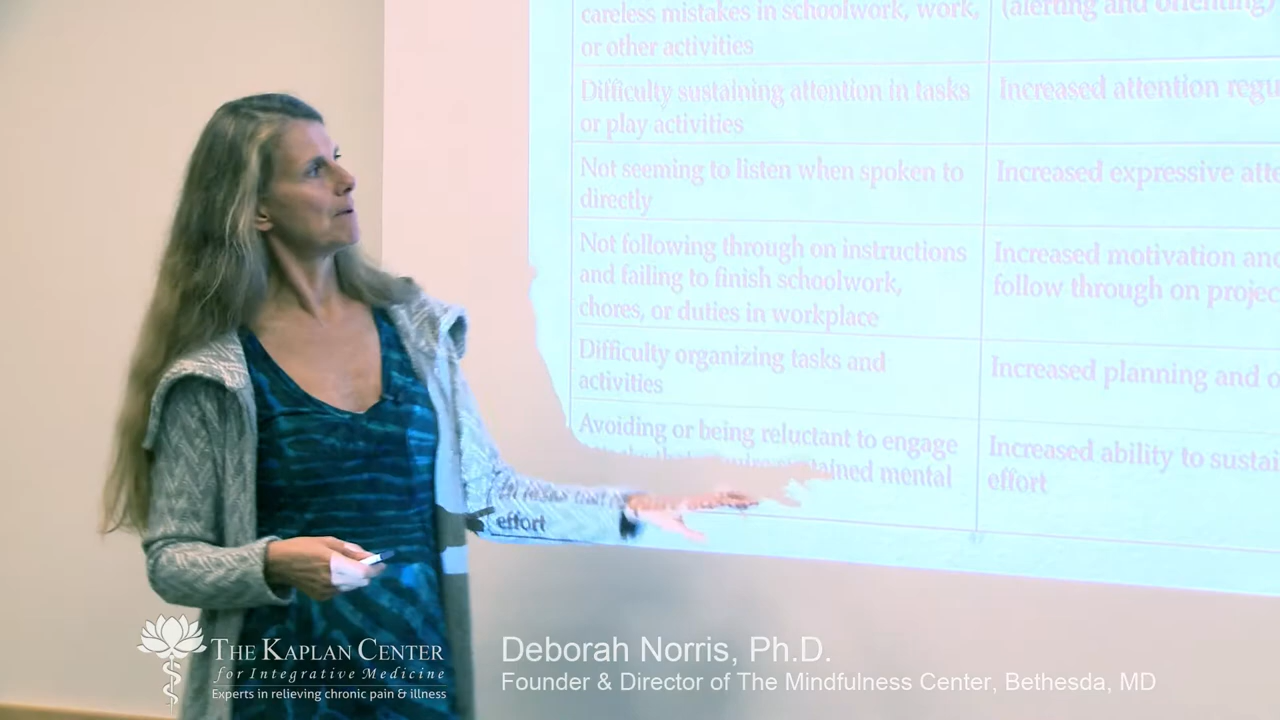 careless mistakes in schoolwork, work,
or other activities
(alerting and orienting)
Difficulty sustaining attention in tasks
or play activities
Increased attention regu
Not seeming to listen when spoken to
directly
Increased expressive atte
Not following through on instructions
and failing to finish schoolwork,
chores, or duties in workplace
Increased motivation and
follow through on projec
Difficulty organizing tasks and
activities
Increased planning and o
Avoiding or being reluctant to engage
in tasks that require sustained mental
effort
Increased ability to sustai
effort
THE KAPLAN CENTER
for Integrative Medicine
Experts in relieving chronic pain & illness
Deborah Norris, Ph.D.
Founder & Director of The Mindfulness Center, Bethesda, MD